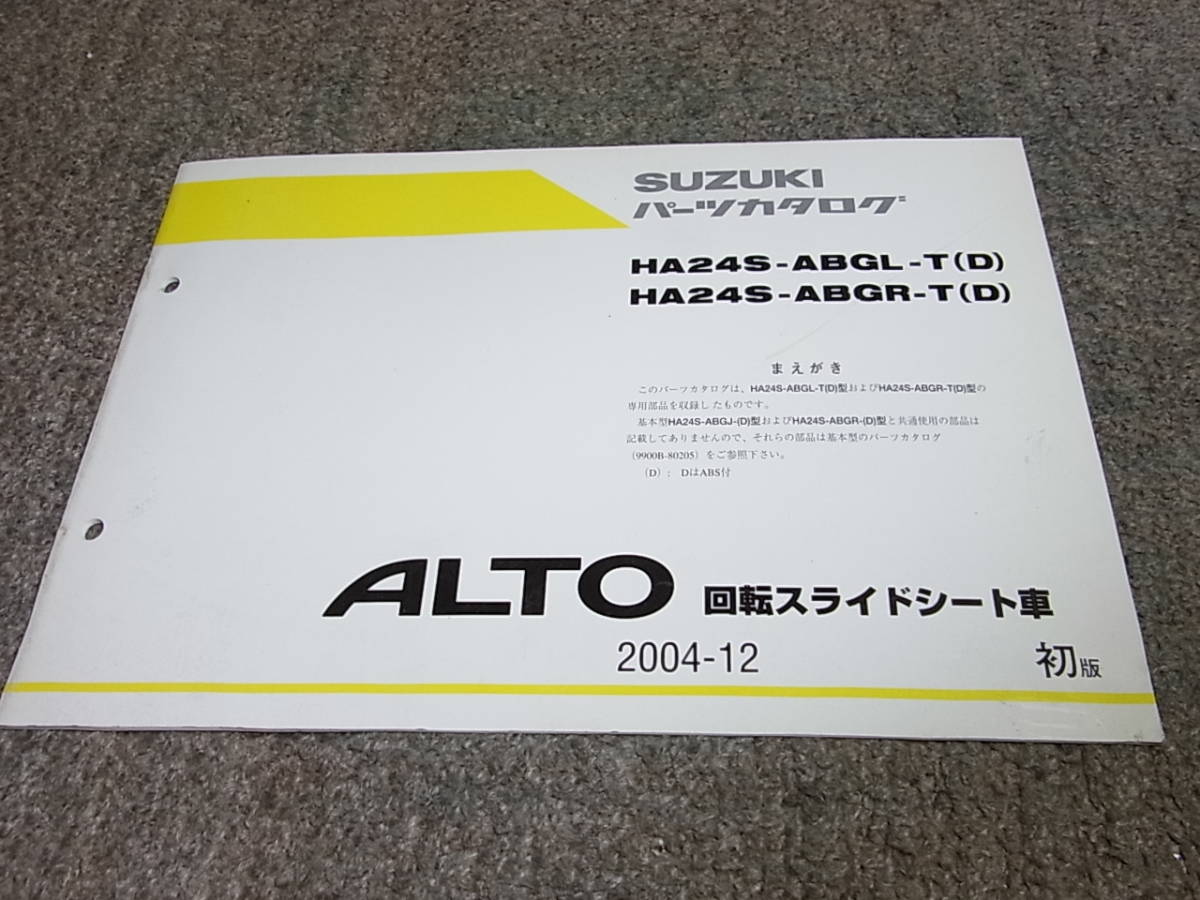 SUZUKI
パーツカタログ
HA24S-ABGL-T(D)
HA24S-ABGR-T(D)
まえがき
このパーツカタログは、HA24S-ABGL-T(D)型およびHA24S-ABGR-T(D)型の
専用部品を収録したものです。
基本型HA24S-ABGJ-(D)型およびHA24S-ABGR-(D)型と共通使用の部品は
記載してありませんので、それらの部品は基本型のパーツカタログ
(9900B-80205)をご参照下さい。
(D): DはABS付
ALTO 回転スライドシート車
2004-12 初版